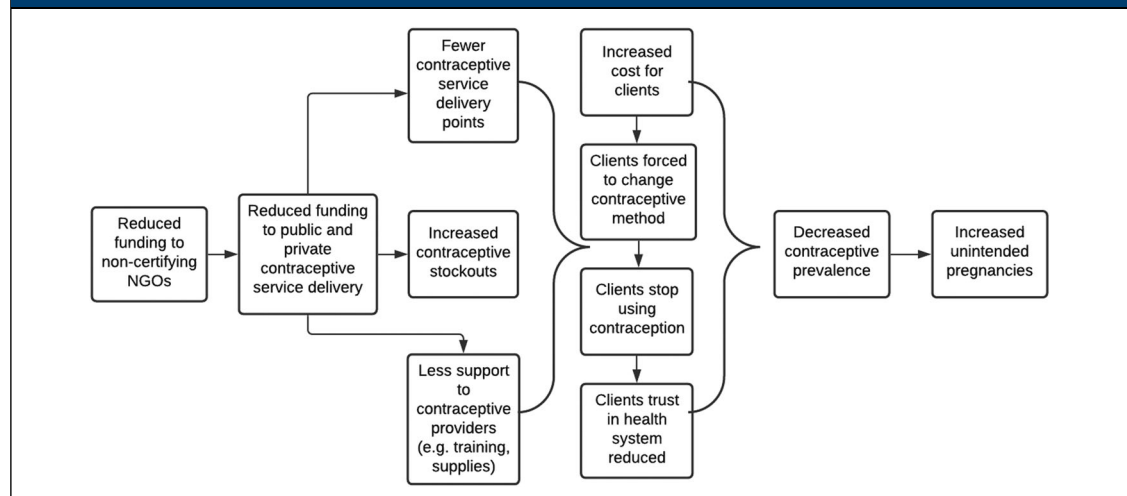 Reduced
funding to
non-certifying
NGOs
Reduced funding
to public and
private
contraceptive
service delivery
Fewer
contraceptive
service
delivery
points
Increased
contraceptive
stockouts
Less support
to
contraceptive
providers
(e.g. training,
supplies)
Increased
cost for
clients
Clients forced
to change
contraceptive
method
Clients stop
using
contraception
Clients trust
in health
system
reduced
Decreased
contraceptive
prevalence
Increased
unintended
pregnancies